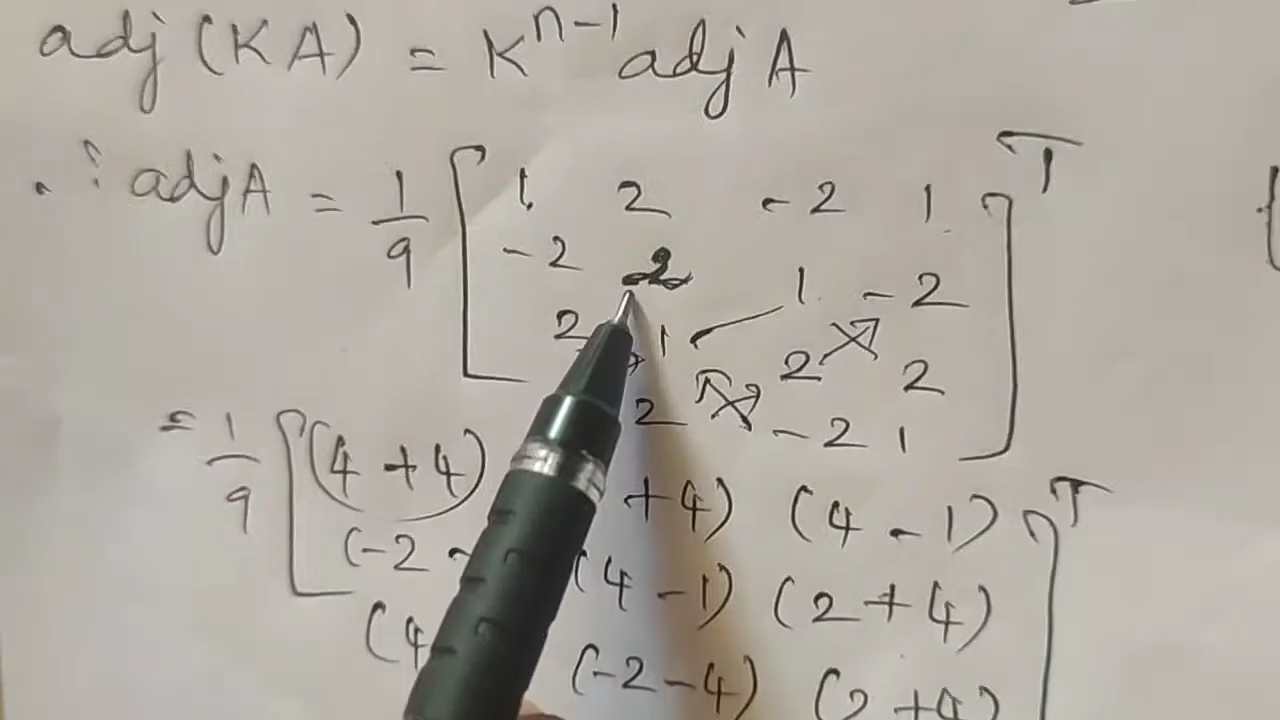 adj (KA) = K^{n-1} adj A
∴ adj A = 1/9 [ 1 2 -2 1
-2 2 1 -2
2 1 2 2
2 -2 1 ]^T
= 1/9 [ (4 + 4) +4) (4 - 1)
(-2 - (4 - 1) (2 + 4)
(4 (-2 - 4) (2 + 4) ]^T